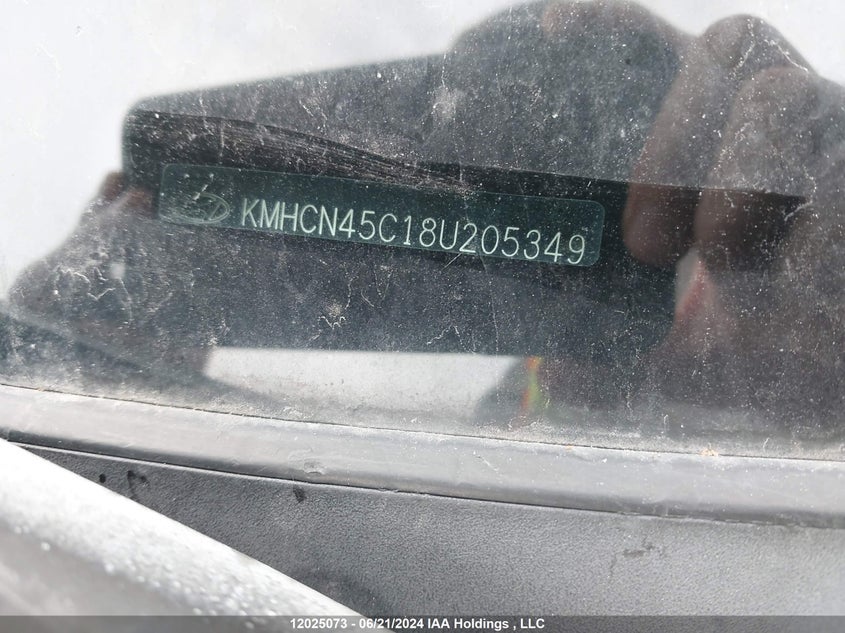 KMHCN45C18U205349
12025073 - 06/21/2024 IAA Holdings , LLC